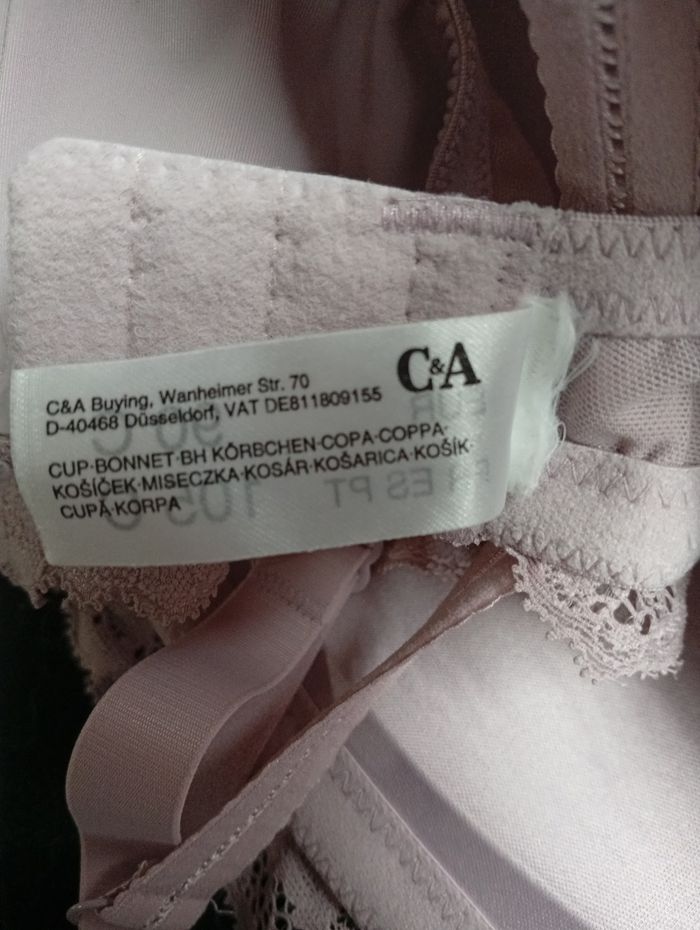 C&A
C&A Buying, Wanheimer Str. 70
D-40468 Düsseldorf, VAT DE811809155
CUP·BONNET·BH KÖRBCHEN·COPA·COPPA·
KOŠÍČEK·MISECZKA·KOSÁR·KOŠARICA·KOŠÍK·
CUPĂ·KORPA